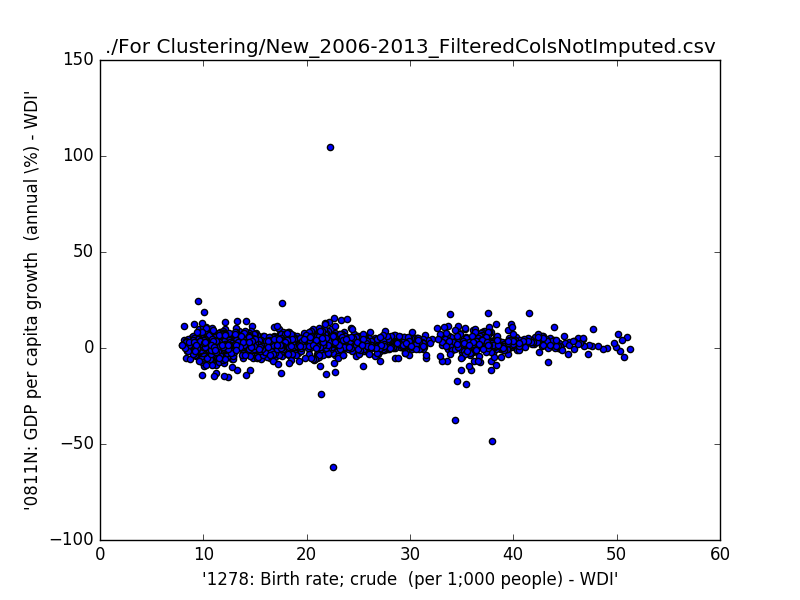 ./For Clustering/New_2006-2013_FilteredColsNotImputed.csv
150
100
50
0
−50
−100
'0811N: GDP per capita growth  (annual \%) - WDI'
0 10 20 30 40 50 60
'1278: Birth rate; crude  (per 1;000 people) - WDI'